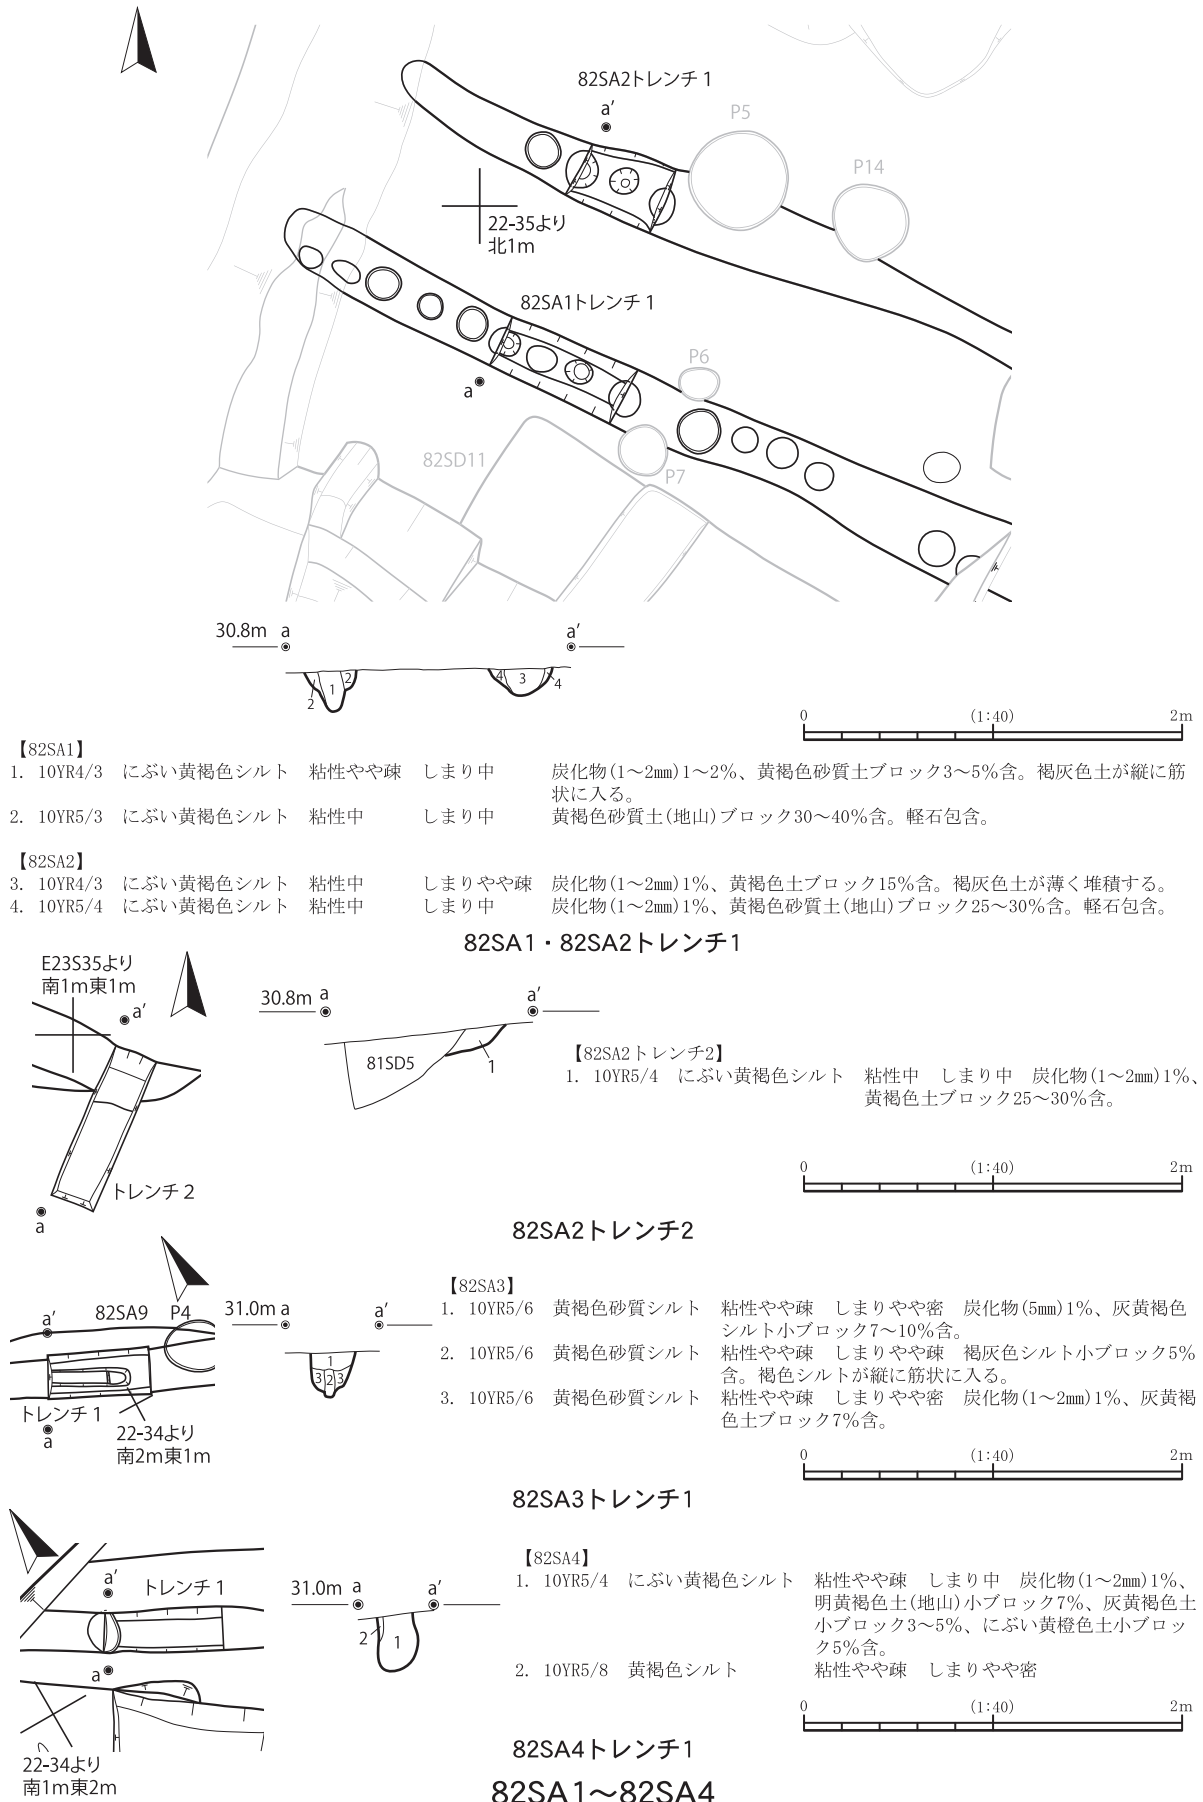 82SA2トレンチ1
a’
P5
P14
22-35より
北1m
82SA1トレンチ1
P6
a
82SD11
P7
30.8m a a’
1 2 2 4 3 4
0 (1:40) 2m
【82SA1】
1. 10YR4/3 にぶい黄褐色シルト 粘性やや疎 しまり中 炭化物(1～2㎜)1～2%、黄褐色砂質土ブロック3～5%含。褐灰色土が縦に筋
状に入る。
2. 10YR5/3 にぶい黄褐色シルト 粘性中 しまり中 黄褐色砂質土(地山)ブロック30～40%含。軽石包含。
【82SA2】
3. 10YR4/3 にぶい黄褐色シルト 粘性中 しまりやや疎 炭化物(1～2㎜)1%、黄褐色土ブロック15%含。褐灰色土が薄く堆積する。
4. 10YR5/4 にぶい黄褐色シルト 粘性中 しまり中 炭化物(1～2㎜)1%、黄褐色砂質土(地山)ブロック25～30%含。軽石包含。
82SA1・82SA2トレンチ1
E23S35より
南1m東1m
a’
トレンチ2
a
30.8m a a’
81SD5 1
【82SA2トレンチ2】
1. 10YR5/4 にぶい黄褐色シルト 粘性中 しまり中 炭化物(1～2㎜)1%、
黄褐色土ブロック25～30%含。
0 (1:40) 2m
82SA2トレンチ2
a’ 82SA9 P4
トレンチ1
a
22-34より
南2m東1m
31.0m a a’
1
3 2 3
【82SA3】
1. 10YR5/6 黄褐色砂質シルト 粘性やや疎 しまりやや密 炭化物(5㎜)1%、灰黄褐色
シルト小ブロック7～10%含。
2. 10YR5/6 黄褐色砂質シルト 粘性やや疎 しまりやや疎 褐灰色シルト小ブロック5%
含。褐色シルトが縦に筋状に入る。
3. 10YR5/6 黄褐色砂質シルト 粘性やや疎 しまりやや密 炭化物(1～2㎜)1%、灰黄褐
色土ブロック7%含。
0 (1:40) 2m
82SA3トレンチ1
a’ トレンチ1
a
22-34より
南1m東2m
31.0m a a’
2 1
【82SA4】
1. 10YR5/4 にぶい黄褐色シルト 粘性やや疎 しまり中 炭化物(1～2㎜)1%、
明黄褐色土(地山)小ブロック7%、灰黄褐色土
小ブロック3～5%、にぶい黄橙色土小ブロッ
ク5%含。
2. 10YR5/8 黄褐色シルト 粘性やや疎 しまりやや密
0 (1:40) 2m
82SA4トレンチ1
82SA1～82SA4